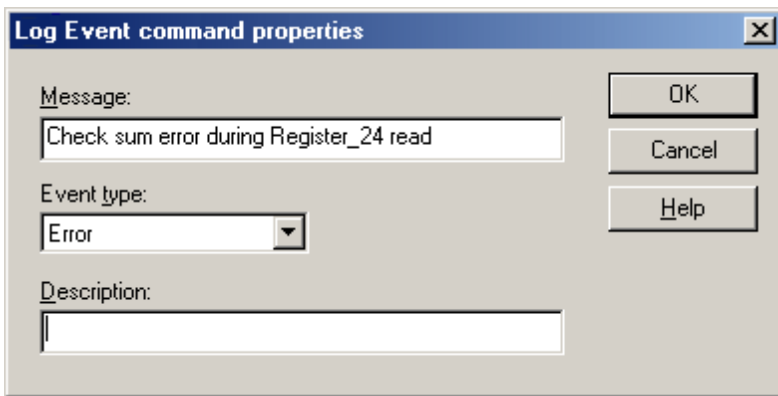 Log Event command properties
Message:
Check sum error during Register_24 read
Event type:
Error
Description:
OK
Cancel
Help